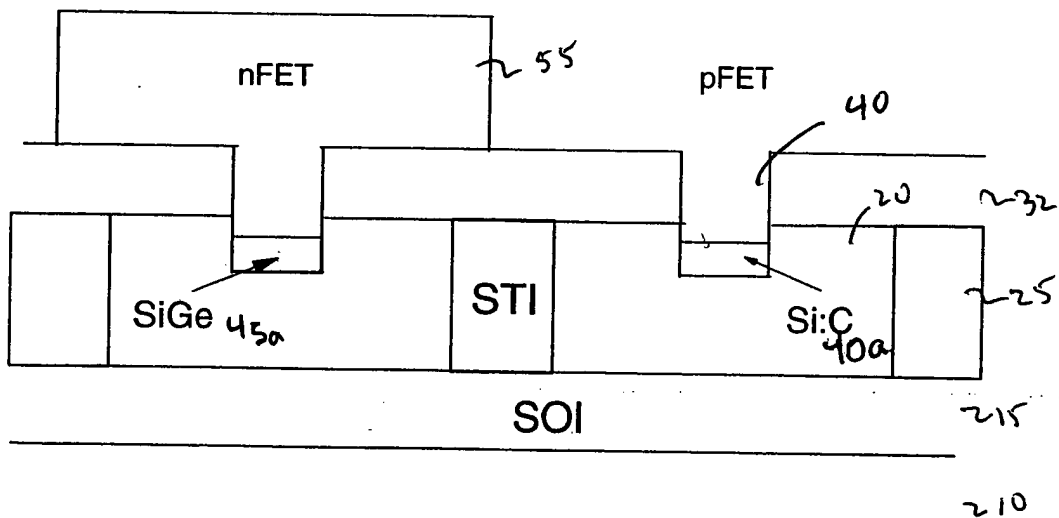 nFET
55
pFET
40
20
32
SiGe 45a
STI
Si:C
40a
25
SOI
15
10